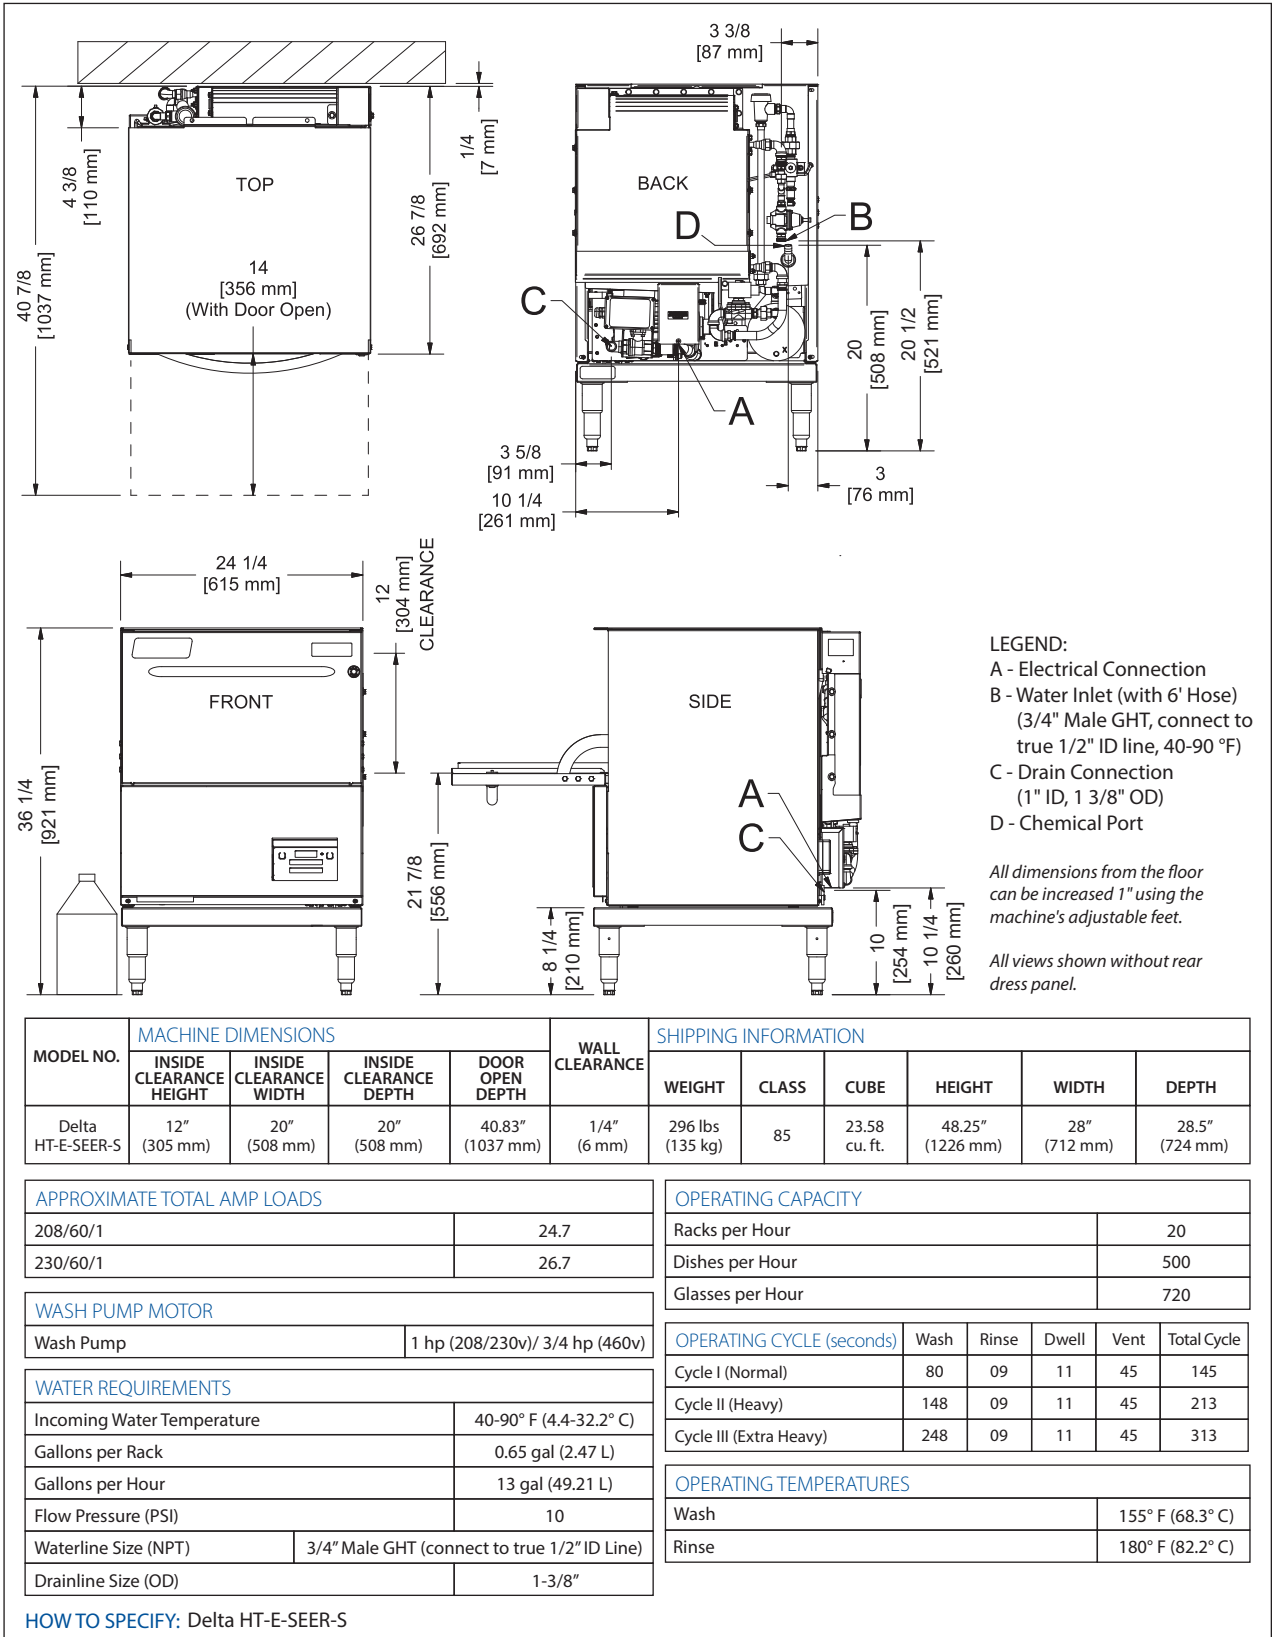 3 3/8
[87 mm]
1/4
[7 mm]
4 3/8
[110 mm]
TOP
26 7/8
[692 mm]
40 7/8
[1037 mm]
14
[356 mm]
(With Door Open)
BACK
D
B
C
A
20
[508 mm]
20 1/2
[521 mm]
X
3 5/8
[91 mm]
10 1/4
[261 mm]
3
[76 mm]
24 1/4
[615 mm]
12
[304 mm]
CLEARANCE
FRONT
36 1/4
[921 mm]
SIDE
A
C
21 7/8
[556 mm]
8 1/4
[210 mm]
10
[254 mm]
10 1/4
[260 mm]
LEGEND:
A - Electrical Connection
B - Water Inlet (with 6' Hose)
(3/4" Male GHT, connect to
true 1/2" ID line, 40-90 °F)
C - Drain Connection
(1" ID, 1 3/8" OD)
D - Chemical Port
All dimensions from the floor
can be increased 1" using the
machine's adjustable feet.
All views shown without rear
dress panel.
MODEL NO. MACHINE DIMENSIONS WALL CLEARANCE SHIPPING INFORMATION
INSIDE CLEARANCE HEIGHT INSIDE CLEARANCE WIDTH INSIDE CLEARANCE DEPTH DOOR OPEN DEPTH WEIGHT CLASS CUBE HEIGHT WIDTH DEPTH
Delta 12" 20" 20" 40.83" 1/4" 296 lbs 85 23.58 48.25" 28" 28.5"
HT-E-SEER-S (305 mm) (508 mm) (508 mm) (1037 mm) (6 mm) (135 kg) cu. ft. (1226 mm) (712 mm) (724 mm)
APPROXIMATE TOTAL AMP LOADS
208/60/1 24.7
230/60/1 26.7
WASH PUMP MOTOR
Wash Pump 1 hp (208/230v)/ 3/4 hp (460v)
WATER REQUIREMENTS
Incoming Water Temperature 40-90° F (4.4-32.2° C)
Gallons per Rack 0.65 gal (2.47 L)
Gallons per Hour 13 gal (49.21 L)
Flow Pressure (PSI) 10
Waterline Size (NPT) 3/4" Male GHT (connect to true 1/2" ID Line)
Drainline Size (OD) 1-3/8"
OPERATING CAPACITY
Racks per Hour 20
Dishes per Hour 500
Glasses per Hour 720
OPERATING CYCLE (seconds) Wash Rinse Dwell Vent Total Cycle
Cycle I (Normal) 80 09 11 45 145
Cycle II (Heavy) 148 09 11 45 213
Cycle III (Extra Heavy) 248 09 11 45 313
OPERATING TEMPERATURES
Wash 155° F (68.3° C)
Rinse 180° F (82.2° C)
HOW TO SPECIFY: Delta HT-E-SEER-S